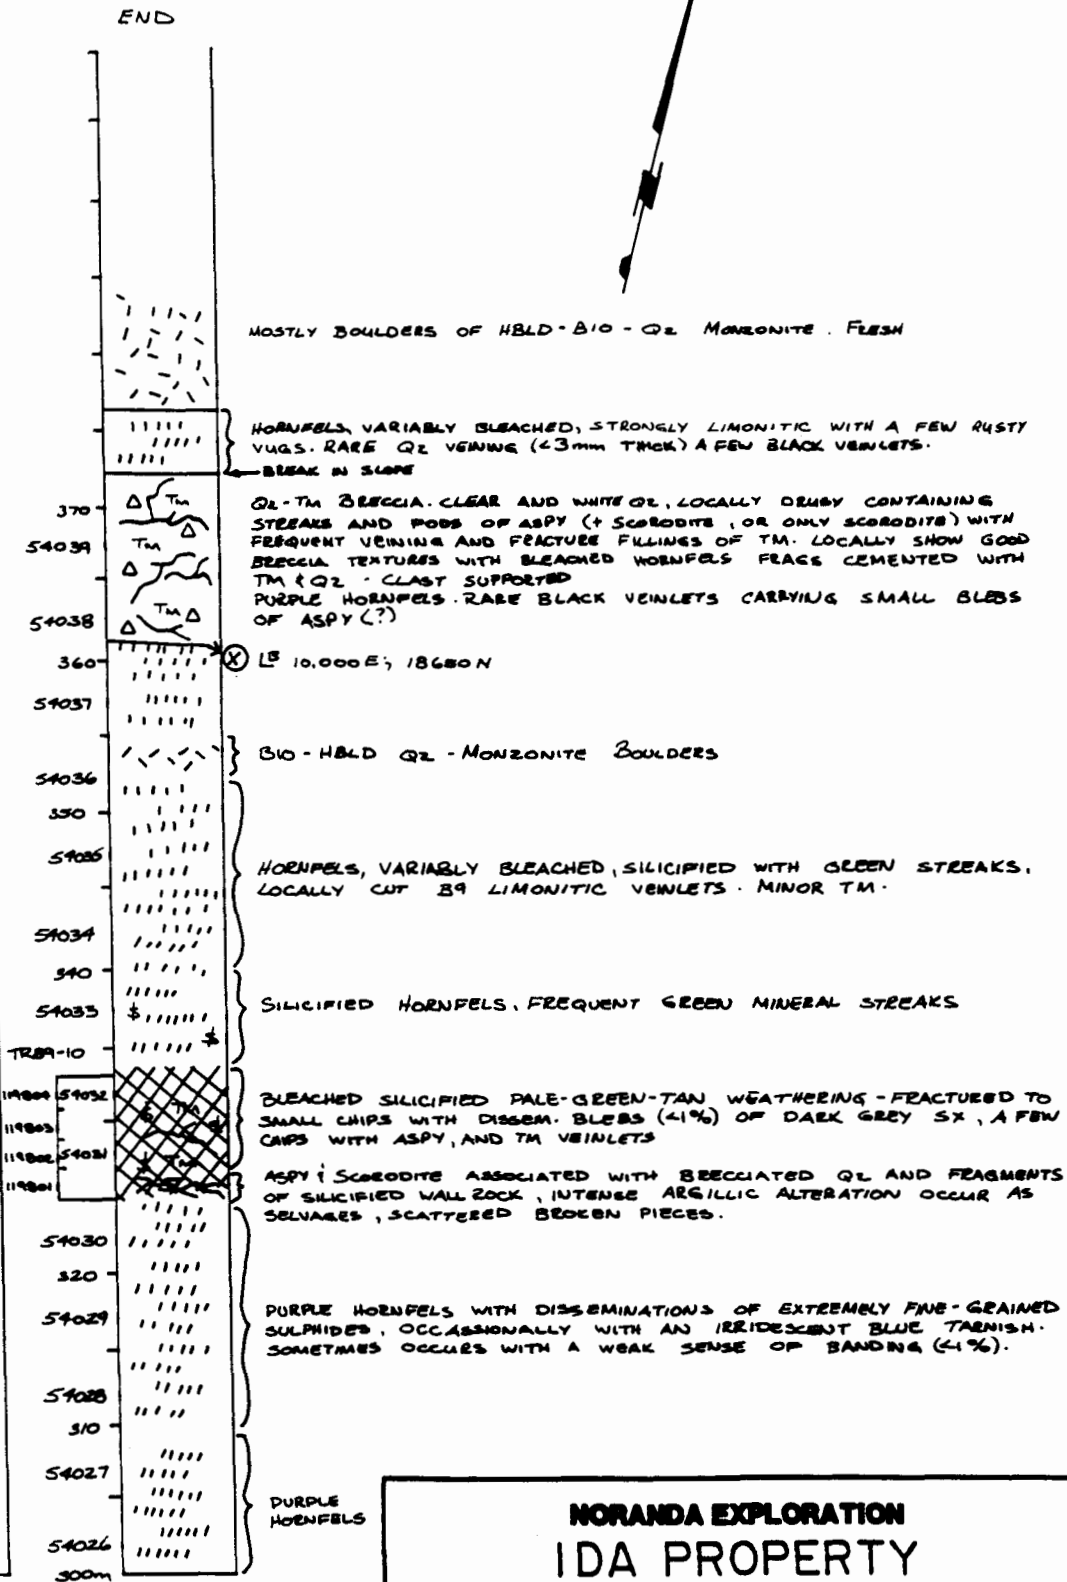 END
MOSTLY BOULDERS OF HBLD-BIO-QZ MONZONITE. FRESH
HORNFELS, VARIABLY BLEACHED, STRONGLY LIMONITIC WITH A FEW RUSTY
VUGS. RARE QZ VEINING (<3mm THICK) A FEW BLACK VEINLETS.
BREAK IN SLOPE
370
TM
QZ-TM BRECCIA. CLEAR AND WHITE QZ, LOCALLY DRUSY CONTAINING
STREAKS AND PODS OF ASPY (+ SCORODITE, OR ONLY SCORODITE) WITH
54039
TM
FREQUENT VEINING AND FRACTURE FILLINGS OF TM. LOCALLY SHOW GOOD
BRECCIA TEXTURES WITH BLEACHED HORNFELS FRAGS CEMENTED WITH
TM & QZ - CLAST SUPPORTED
PURPLE HORNFELS. RARE BLACK VEINLETS CARRYING SMALL BLEBS
54038
TM
OF ASPY (?)
360
X
LB 10,000E; 18650N
54037
BIO-HBLD QZ-MONZONITE BOULDERS
54036
350
54035
HORNFELS, VARIABLY BLEACHED, SILICIFIED WITH GREEN STREAKS,
LOCALLY CUT BY LIMONITIC VEINLETS. MINOR TM.
54034
340
54033
$
SILICIFIED HORNFELS, FREQUENT GREEN MINERAL STREAKS
$
TR89-10
119804 54032
BLEACHED SILICIFIED PALE-GREEN-TAN WEATHERING-FRACTURED TO
119803
SMALL CHIPS WITH DISSEM. BLEBS (<1%) OF DARK GREY SX, A FEW
CHIPS WITH ASPY, AND TM VEINLETS
119802 54031
TM
119801
ASPY & SCORODITE ASSOCIATED WITH BRECCIATED QZ AND FRAGMENTS
OF SILICIFIED WALL ROCK, INTENSE ARGILLIC ALTERATION OCCUR AS
SELVAGES, SCATTERED BROKEN PIECES.
54030
320
54029
PURPLE HORNFELS WITH DISSEMINATIONS OF EXTREMELY FINE-GRAINED
SULPHIDES, OCCASSIONALLY WITH AN IRRIDESCENT BLUE TARNISH.
SOMETIMES OCCURS WITH A WEAK SENSE OF BANDING (<1%).
54028
310
54027
PURPLE
HORNFELS
54026
300m
NORANDA EXPLORATION
IDA PROPERTY